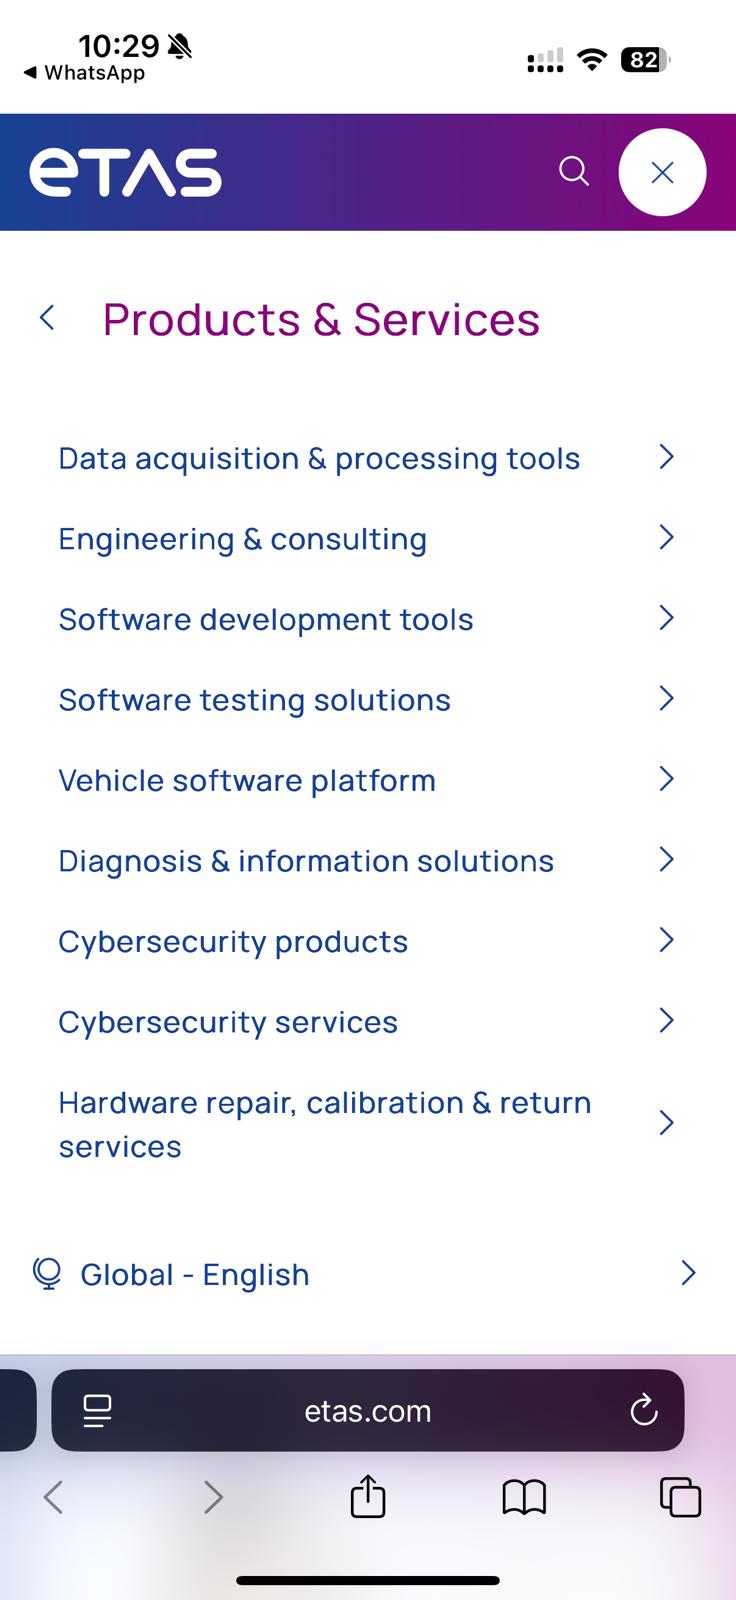 10:29
WhatsApp
82
eTAS
Products & Services
Data acquisition & processing tools
Engineering & consulting
Software development tools
Software testing solutions
Vehicle software platform
Diagnosis & information solutions
Cybersecurity products
Cybersecurity services
Hardware repair, calibration & return
services
Global - English
etas.com